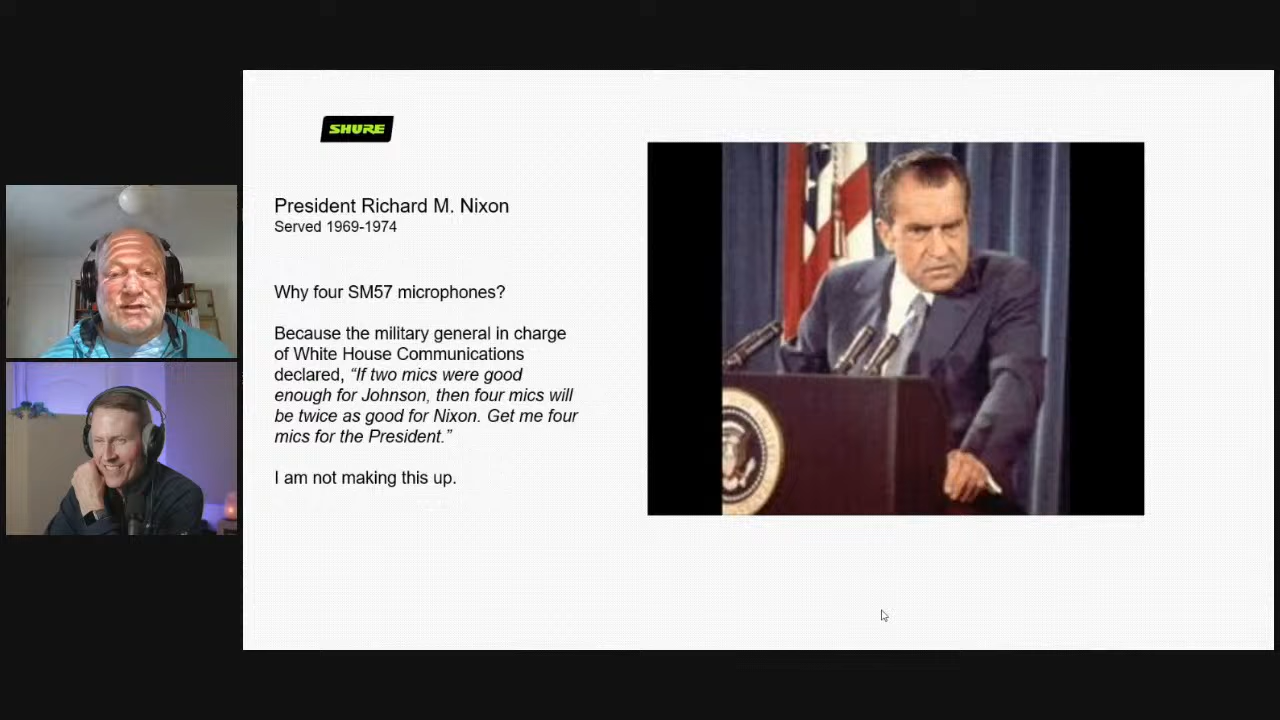 SHURE
President Richard M. Nixon
Served 1969-1974
Why four SM57 microphones?
Because the military general in charge
of White House Communications
declared, “If two mics were good
enough for Johnson, then four mics will
be twice as good for Nixon. Get me four
mics for the President.”
I am not making this up.